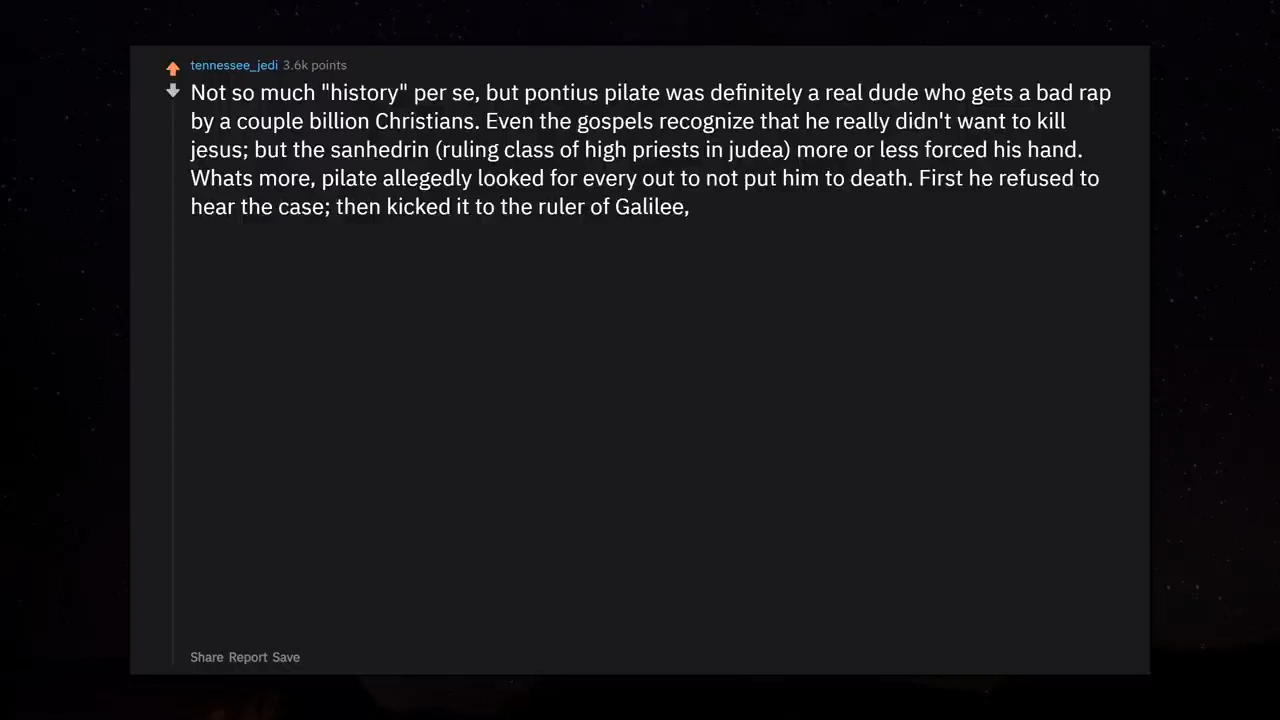 tennessee_jedi 3.6k points
Not so much "history" per se, but pontius pilate was definitely a real dude who gets a bad rap
by a couple billion Christians. Even the gospels recognize that he really didn't want to kill
jesus; but the sanhedrin (ruling class of high priests in judea) more or less forced his hand.
Whats more, pilate allegedly looked for every out to not put him to death. First he refused to
hear the case; then kicked it to the ruler of Galilee,
Share Report Save